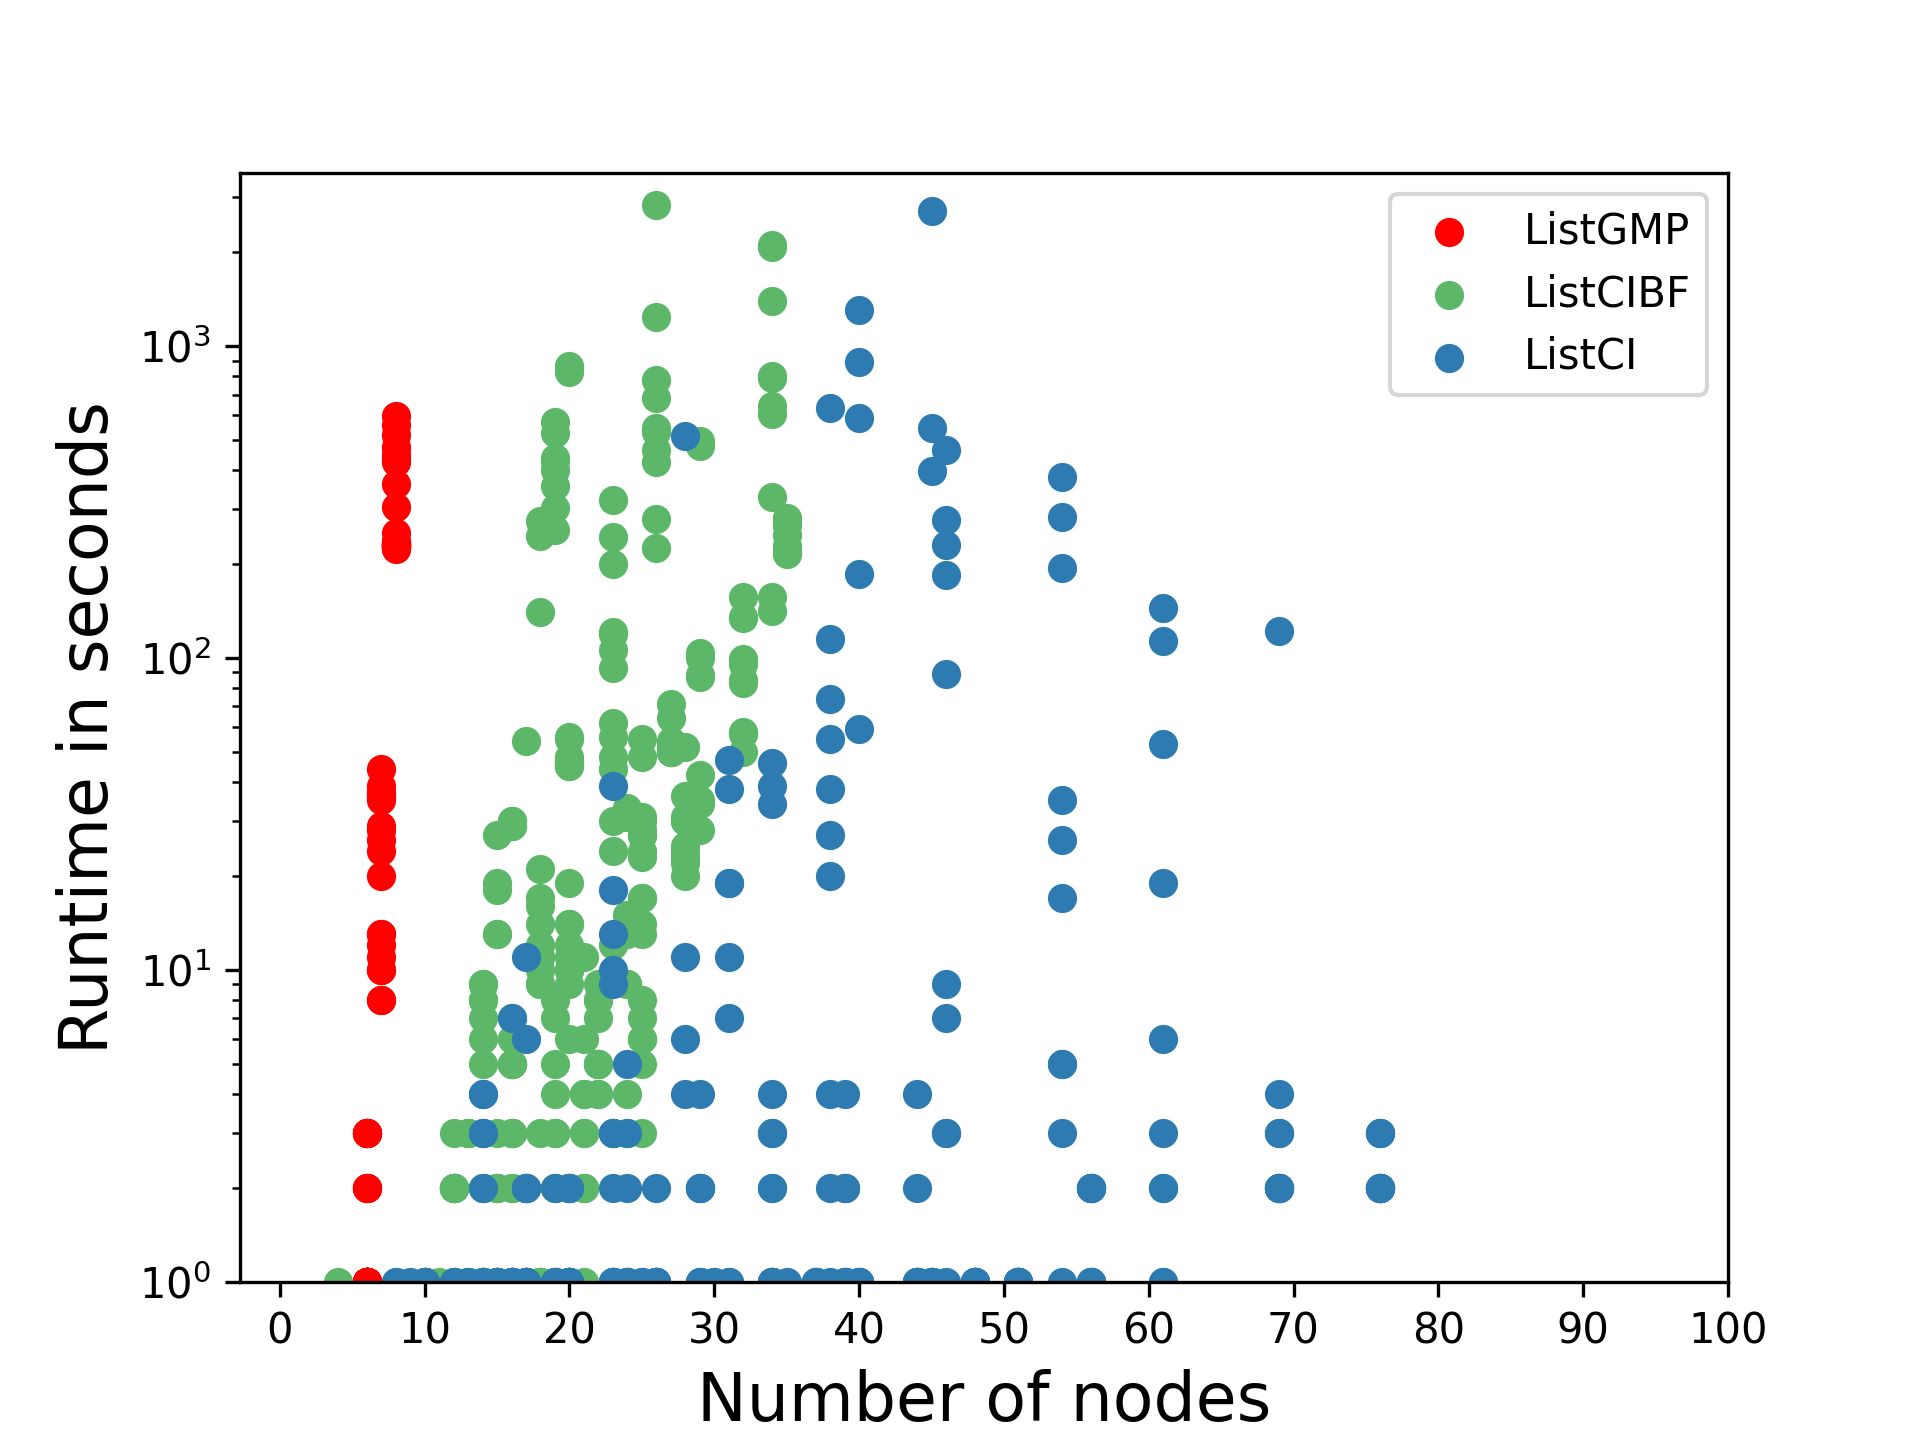 ListGMP
ListCIBF
ListCI
Runtime in seconds
10³
10²
10¹
10⁰
0 10 20 30 40 50 60 70 80 90 100
Number of nodes